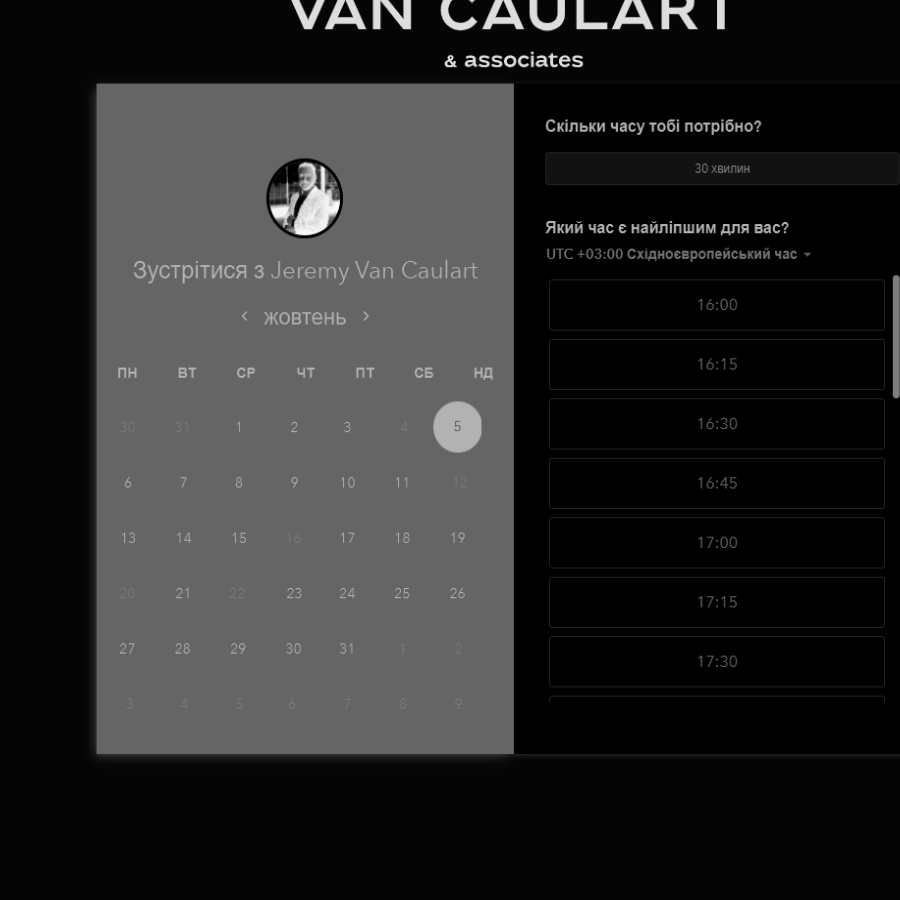 VAN CAULART
& associates
Зустрітися з Jeremy Van Caulart
жовтень
ПН ВТ СР ЧТ ПТ СБ НД
30 31 1 2 3 4 5
6 7 8 9 10 11 12
13 14 15 16 17 18 19
20 21 22 23 24 25 26
27 28 29 30 31 1 2
3 4 5 6 7 8 9
Скільки часу тобі потрібно?
30 хвилин
Який час є найліпшим для вас?
UTC +03:00 Східноєвропейський час
16:00
16:15
16:30
16:45
17:00
17:15
17:30